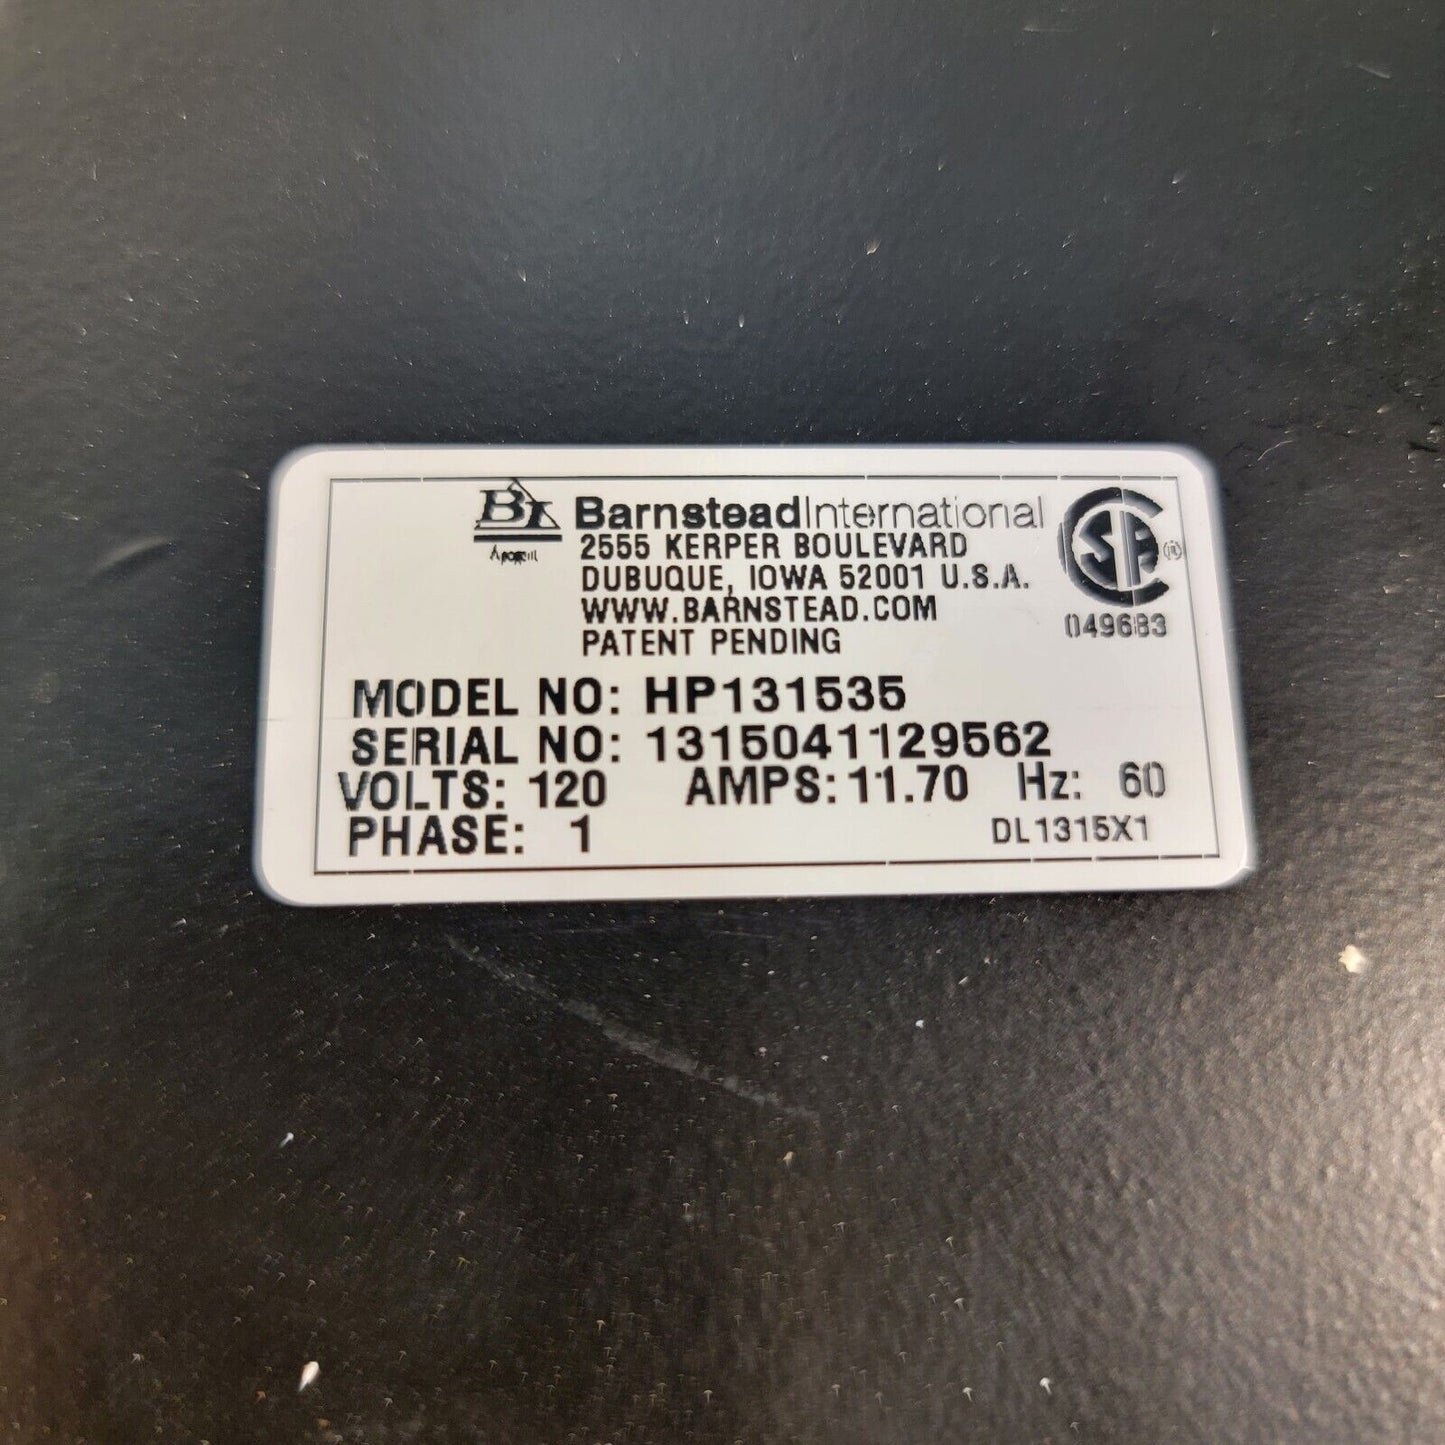 BI
BarnsteadInternational
2555 KERPER BOULEVARD
DUBUQUE, IOWA 52001 U.S.A.
WWW.BARNSTEAD.COM
PATENT PENDING
SA ®
049683
MODEL NO: HP131535
SERIAL NO: 1315041129562
VOLTS: 120 AMPS: 11.70 Hz: 60
PHASE: 1 DL1315X1